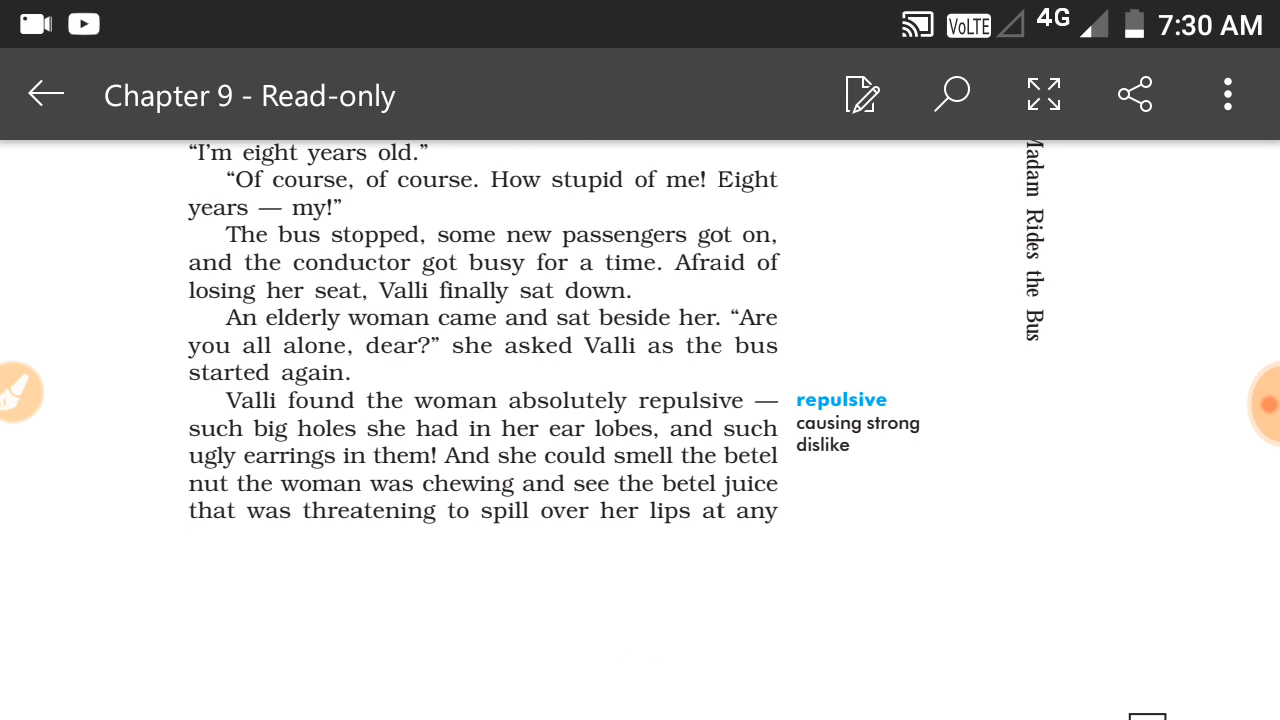 VoLTE 4G 7:30 AM
Chapter 9 - Read-only
“I'm eight years old.”
“Of course, of course. How stupid of me! Eight
years — my!”
The bus stopped, some new passengers got on,
and the conductor got busy for a time. Afraid of
losing her seat, Valli finally sat down.
An elderly woman came and sat beside her. “Are
you all alone, dear?” she asked Valli as the bus
started again.
Valli found the woman absolutely repulsive —
such big holes she had in her ear lobes, and such
ugly earrings in them! And she could smell the betel
nut the woman was chewing and see the betel juice
that was threatening to spill over her lips at any
repulsive
causing strong
dislike
Madam Rides the Bus